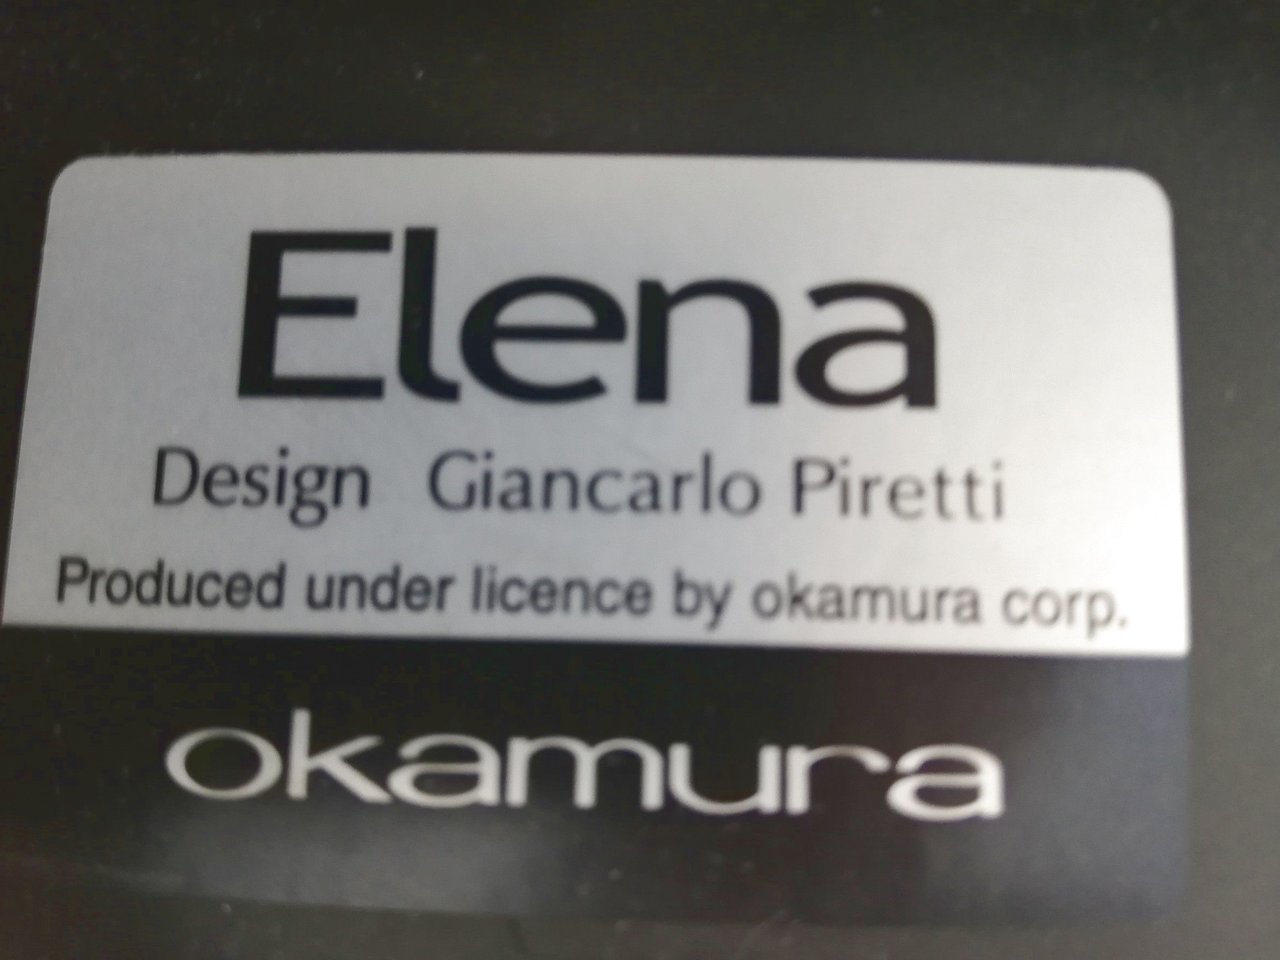 Elena
Design Giancarlo Piretti
Produced under licence by okamura corp.
okamura